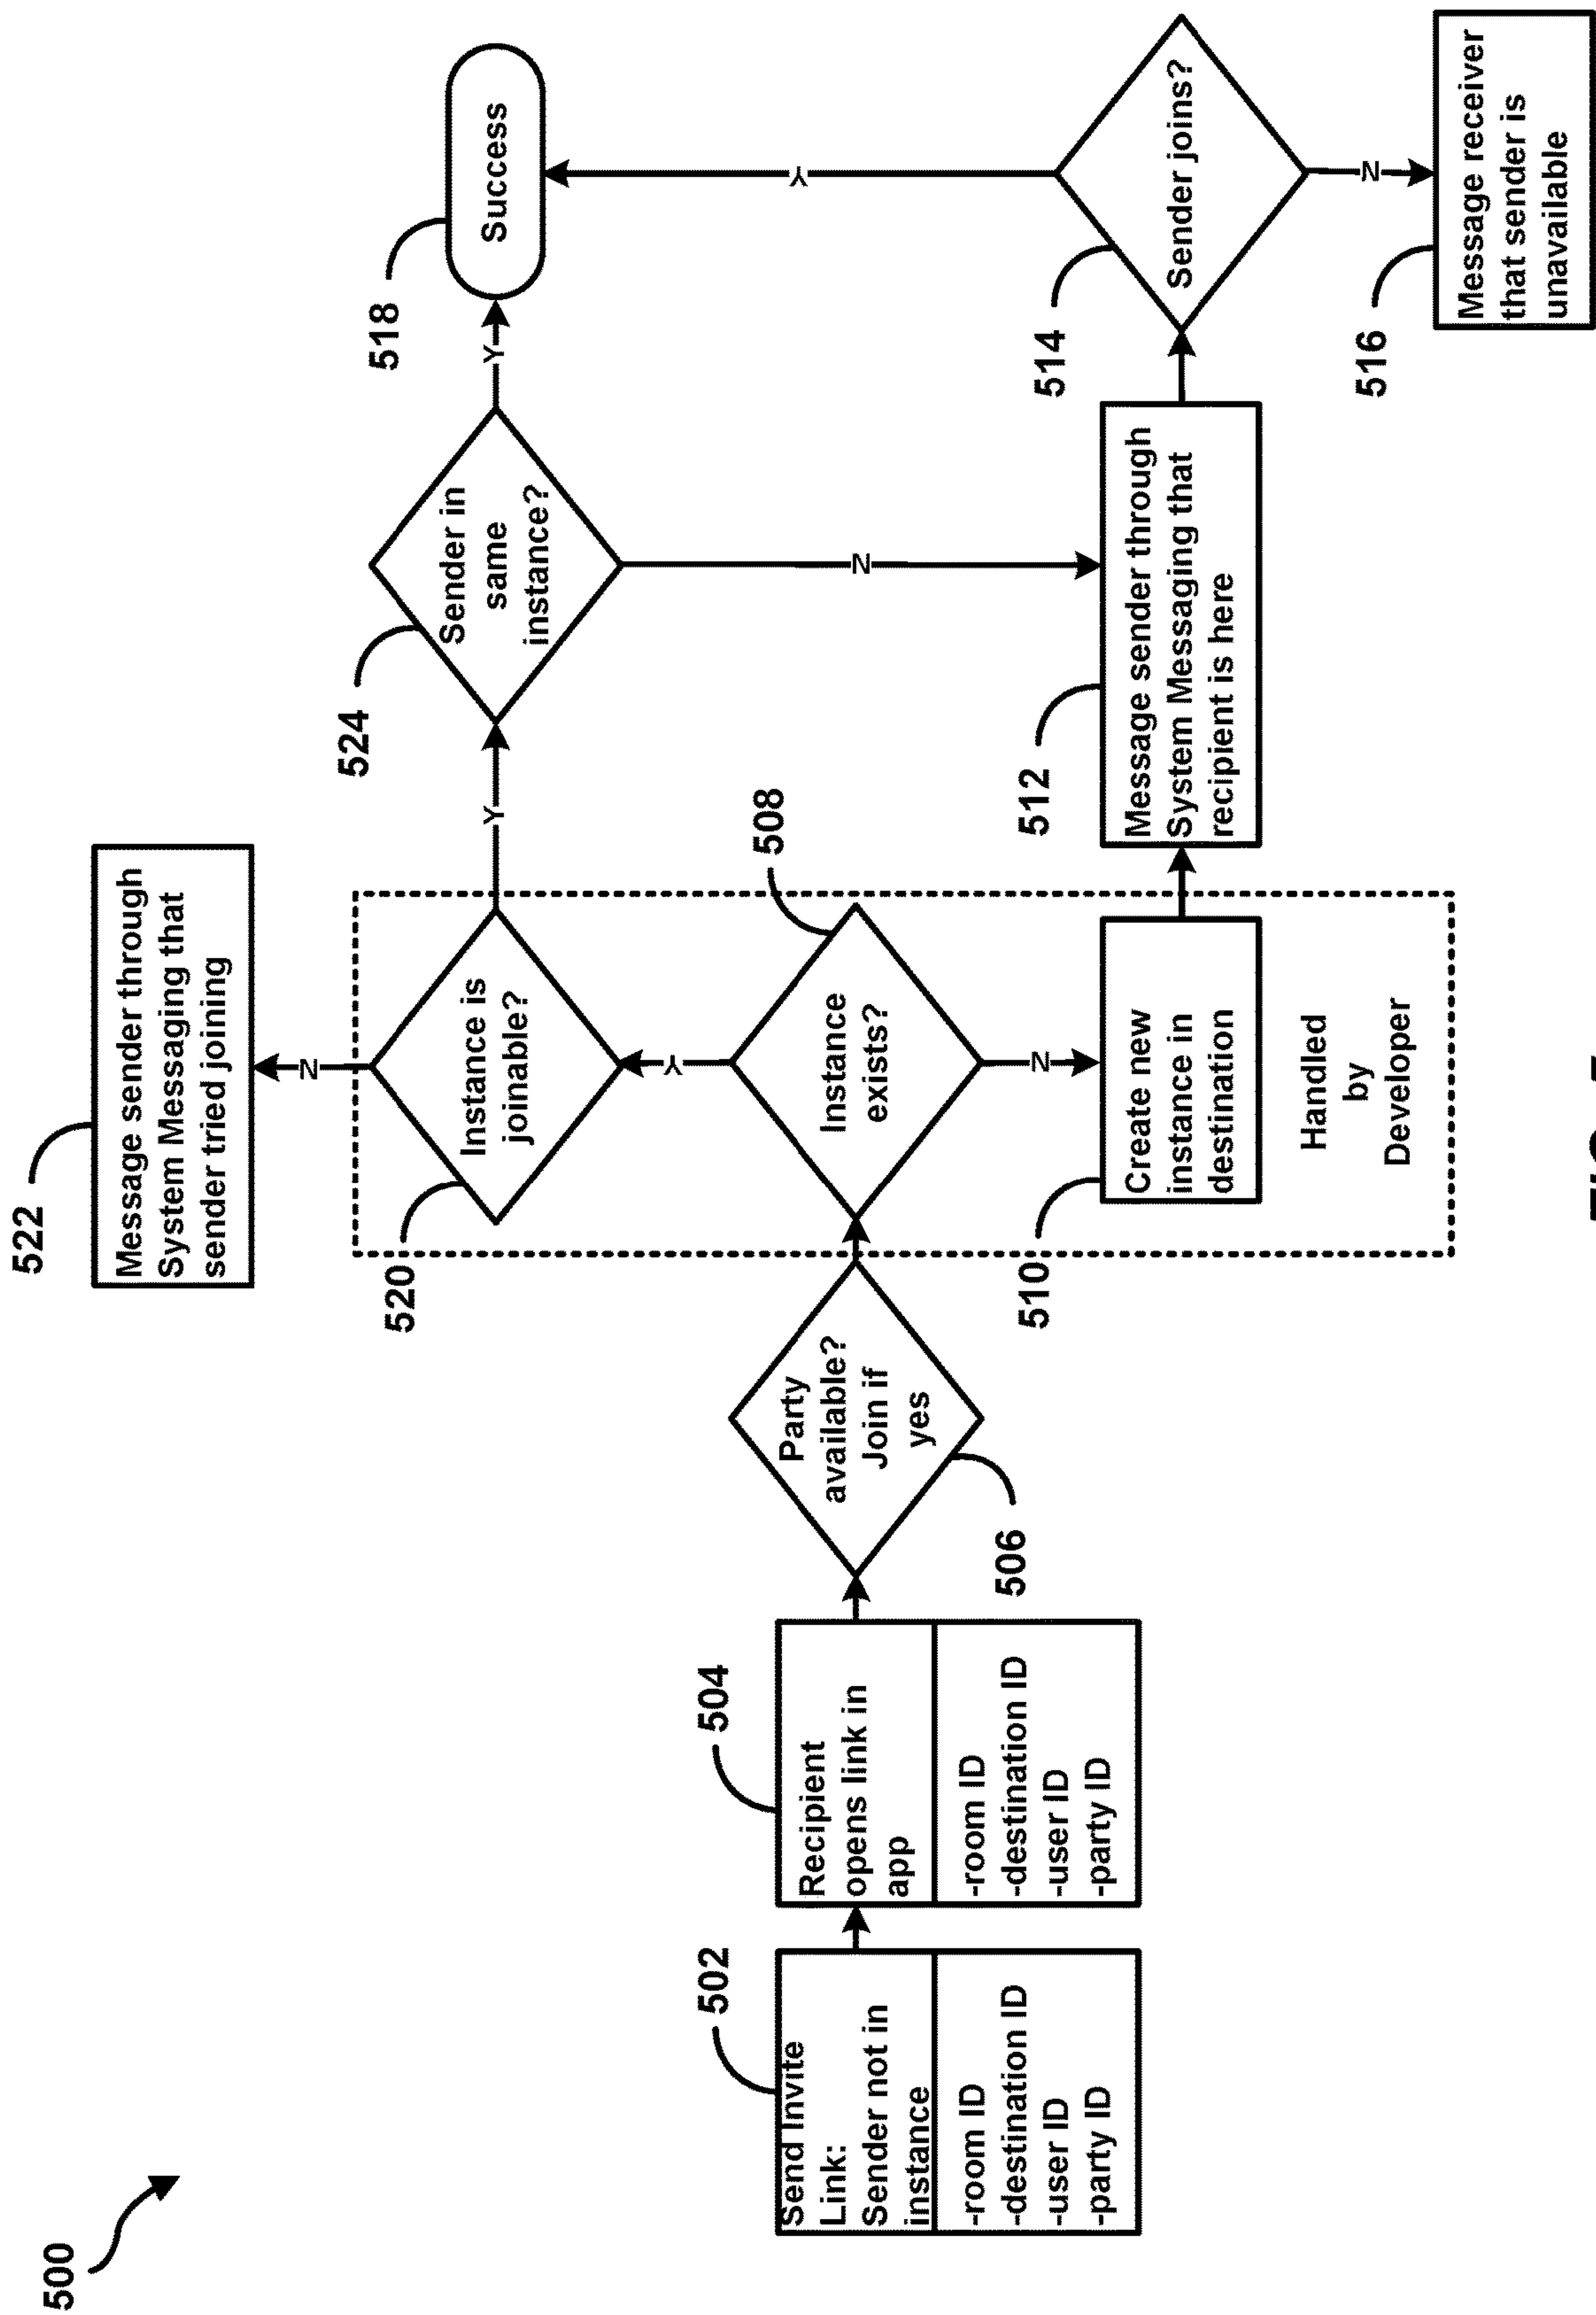 500
502
Send Invite
Link:
Sender not in
instance
-room ID
-destination ID
-user ID
-party ID
504
Recipient
opens link in
app
-room ID
-destination ID
-user ID
-party ID
506
Party
available?
Join if
yes
508
Instance
exists?
Y
N
520
Instance is
joinable?
N
Y
522
Message sender through
System Messaging that
sender tried joining
510
Create new
instance in
destination
Handled
by
Developer
524
Sender in
same
instance?
Y
N
512
Message sender through
System Messaging that
recipient is here
514
Sender joins?
Y
N
518
Success
516
Message receiver
that sender is
unavailable